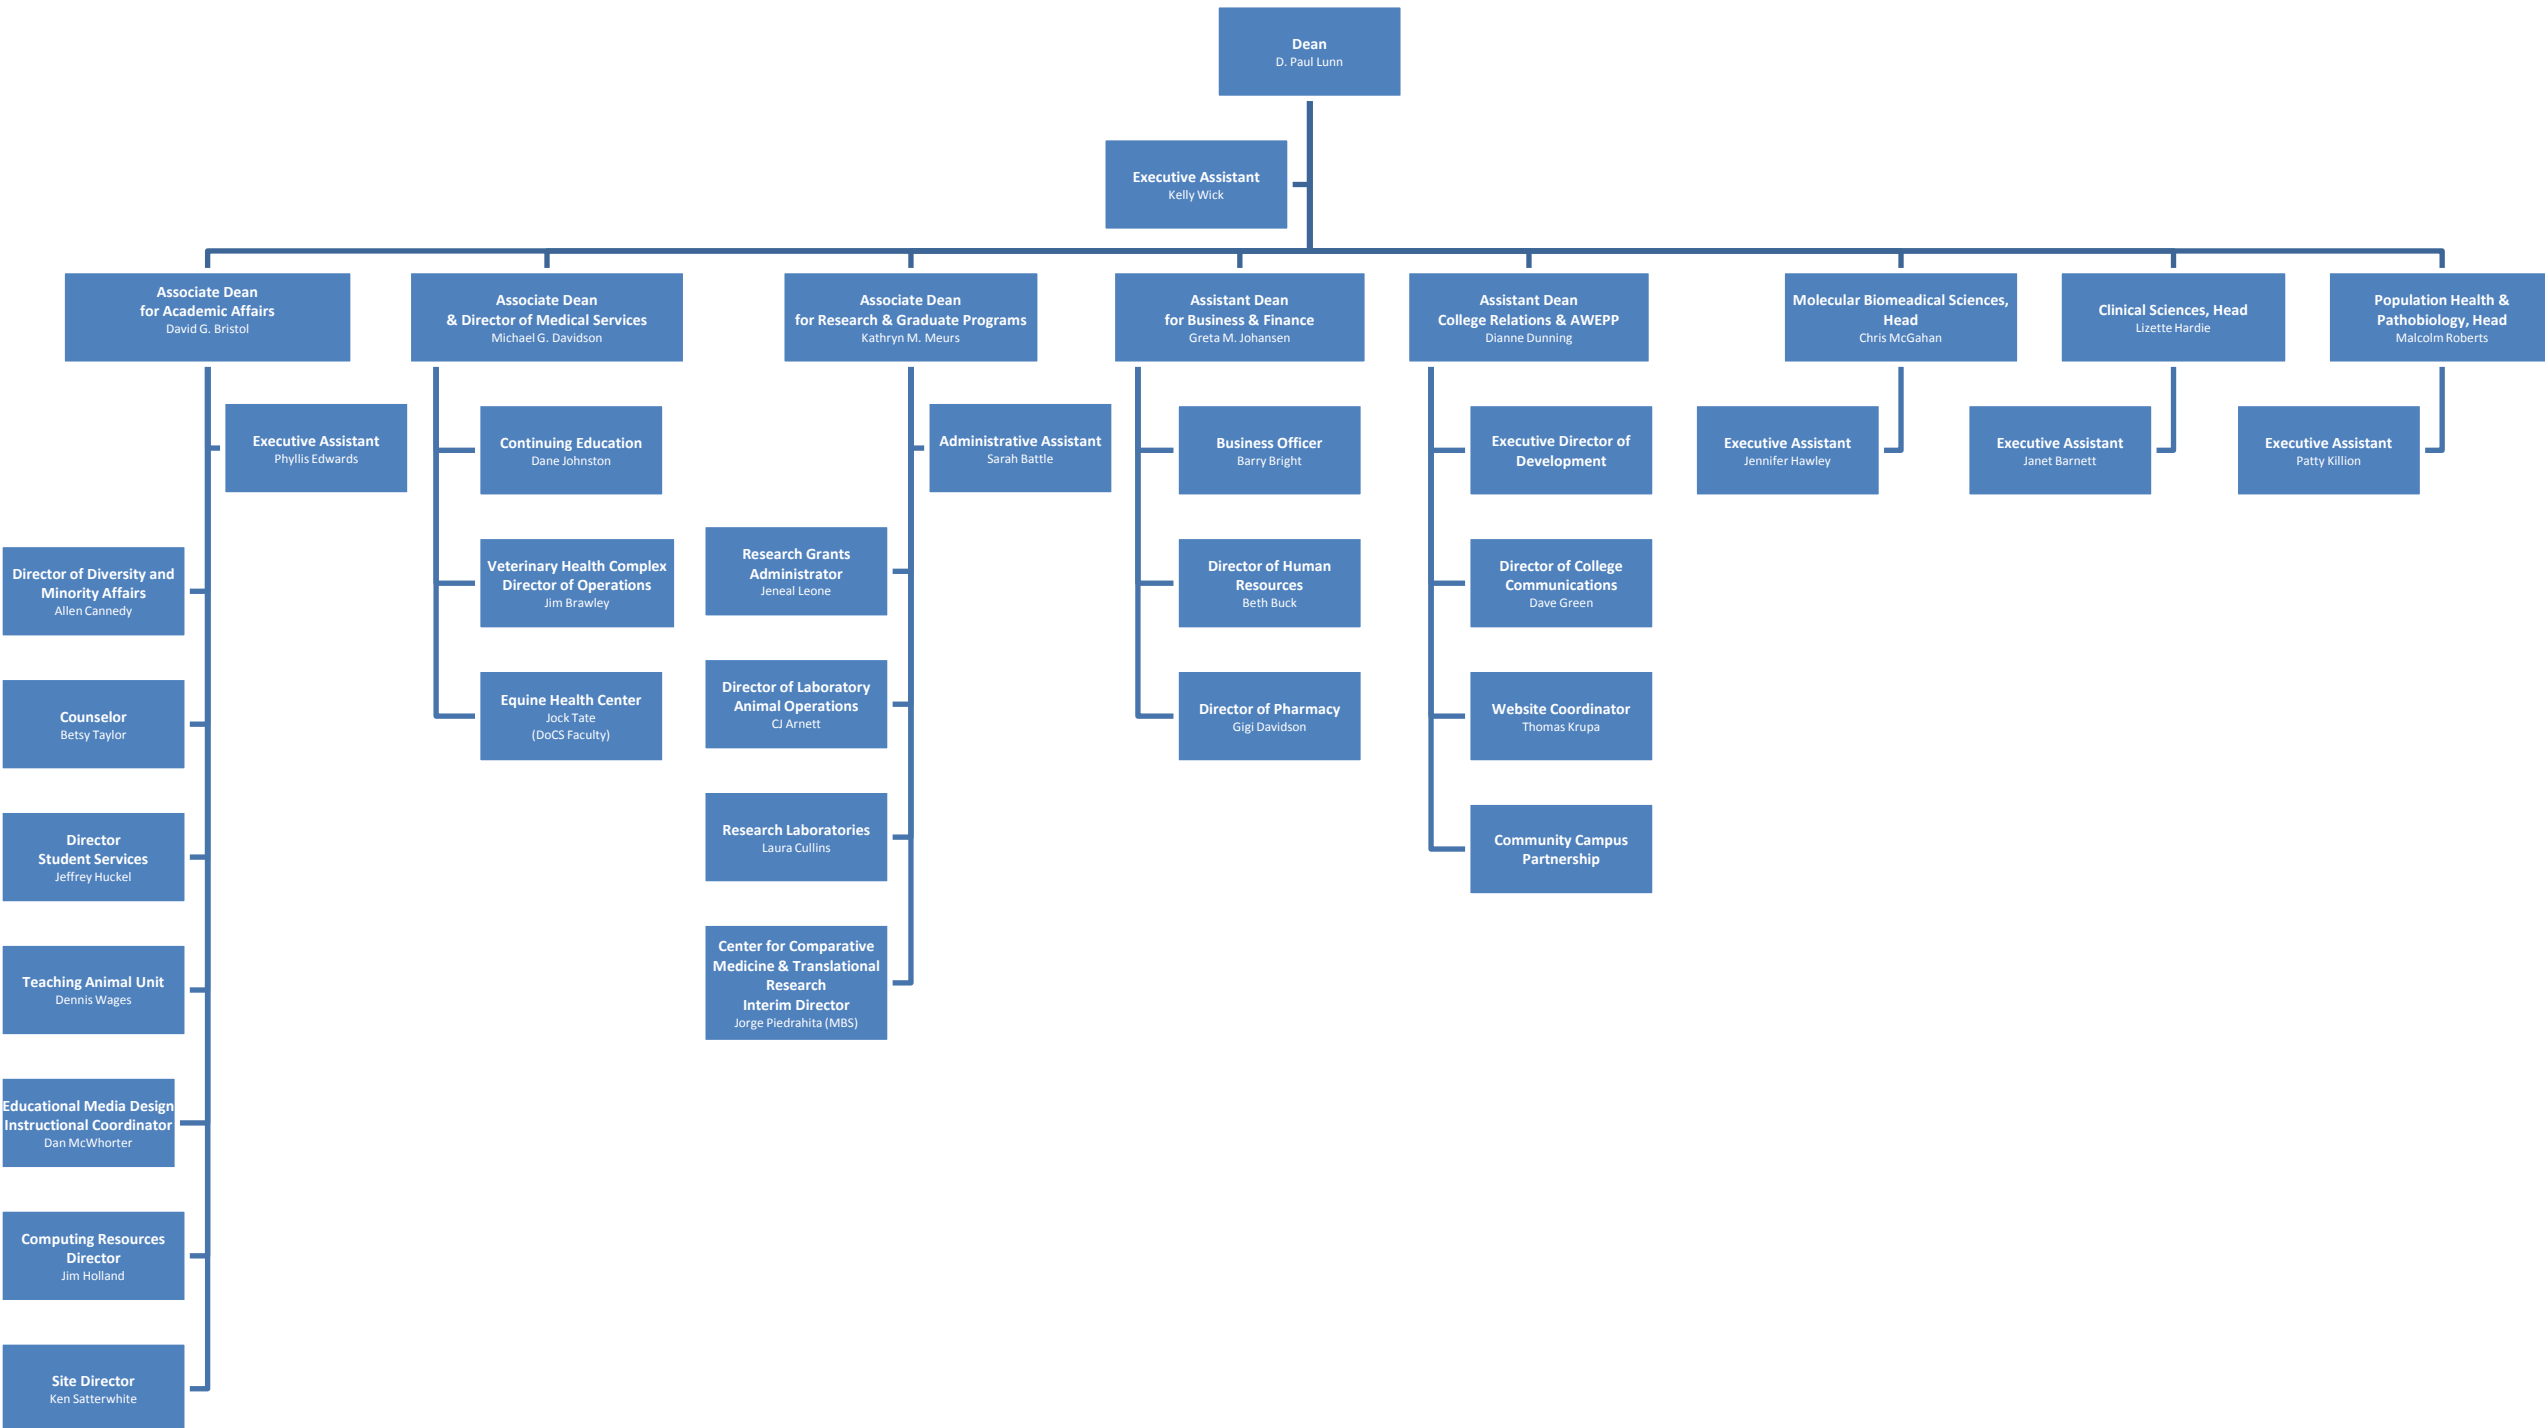 Dean
D. Paul Lunn
Executive Assistant
Kelly Wick
Associate Dean
for Academic Affairs
David G. Bristol
Associate Dean
& Director of Medical Services
Michael G. Davidson
Associate Dean
for Research & Graduate Programs
Kathryn M. Meurs
Assistant Dean
for Business & Finance
Greta M. Johansen
Assistant Dean
College Relations & AWEPP
Dianne Dunning
Molecular Biomeadical Sciences,
Head
Chris McGahan
Clinical Sciences, Head
Lizette Hardie
Population Health &
Pathobiology, Head
Malcolm Roberts
Executive Assistant
Phyllis Edwards
Director of Diversity and
Minority Affairs
Allen Cannedy
Counselor
Betsy Taylor
Director
Student Services
Jeffrey Huckel
Teaching Animal Unit
Dennis Wages
Educational Media Design
Instructional Coordinator
Dan McWhorter
Computing Resources
Director
Jim Holland
Site Director
Ken Satterwhite
Continuing Education
Dane Johnston
Veterinary Health Complex
Director of Operations
Jim Brawley
Equine Health Center
Jock Tate
(DoCS Faculty)
Administrative Assistant
Sarah Battle
Research Grants
Administrator
Jeneal Leone
Director of Laboratory
Animal Operations
CJ Arnett
Research Laboratories
Laura Cullins
Center for Comparative
Medicine & Translational
Research
Interim Director
Jorge Piedrahita (MBS)
Business Officer
Barry Bright
Director of Human
Resources
Beth Buck
Director of Pharmacy
Gigi Davidson
Executive Director of
Development
Director of College
Communications
Dave Green
Website Coordinator
Thomas Krupa
Community Campus
Partnership
Executive Assistant
Jennifer Hawley
Executive Assistant
Janet Barnett
Executive Assistant
Patty Killion